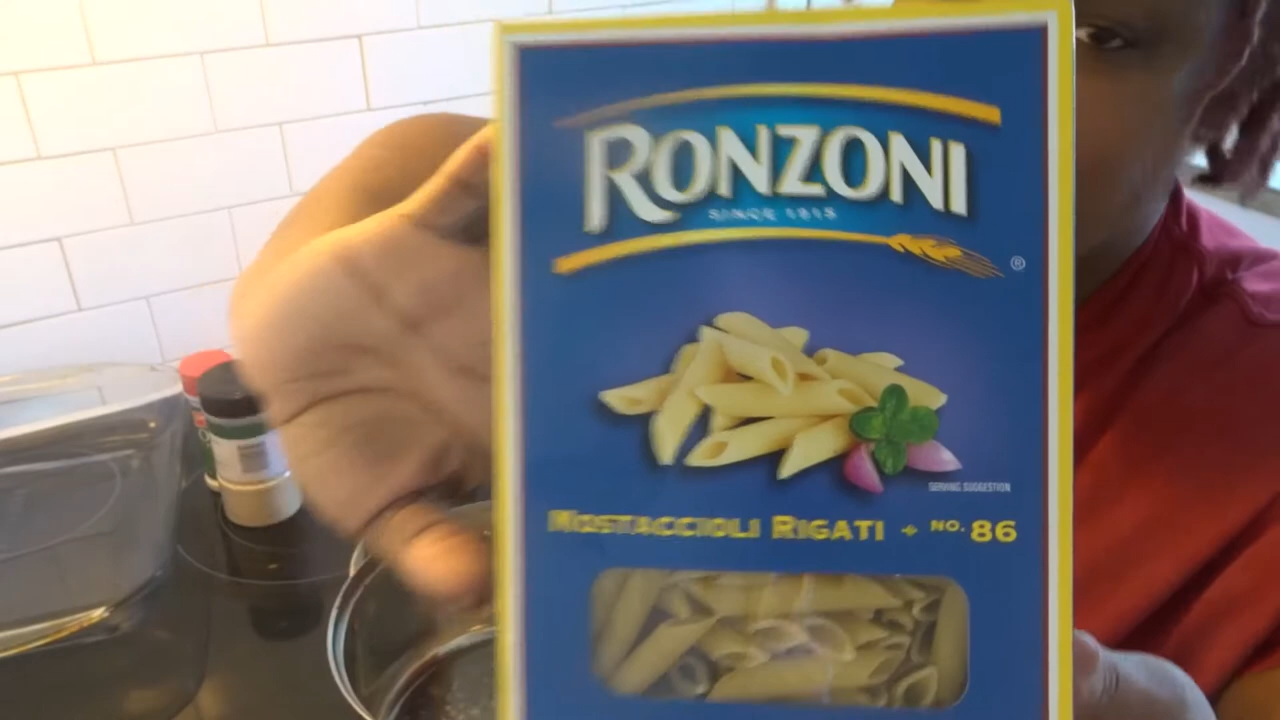 RONZONI
SINCE 1915
®
SERVING SUGGESTION
MOSTACCIOLI RIGATI + NO. 86